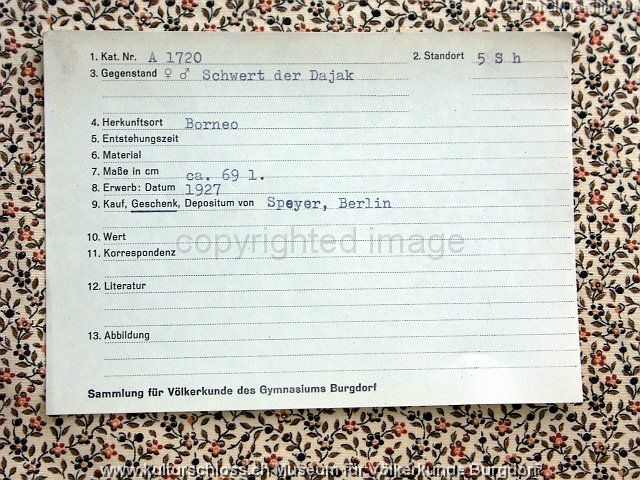 1. Kat. Nr. A 1720 2. Standort 5 S h
3. Gegenstand ♀ ♂ Schwert der Dajak
4. Herkunftsort Borneo
5. Entstehungszeit
6. Material
7. Maße in cm ca. 69 l.
8. Erwerb: Datum 1927
9. Kauf, Geschenk, Depositum von Speyer, Berlin
10. Wert
copyrighted image
11. Korrespondenz
12. Literatur
13. Abbildung
Sammlung für Völkerkunde des Gymnasiums Burgdorf
www.kulturschloss.ch Museum für Völkerkunde Burgdorf